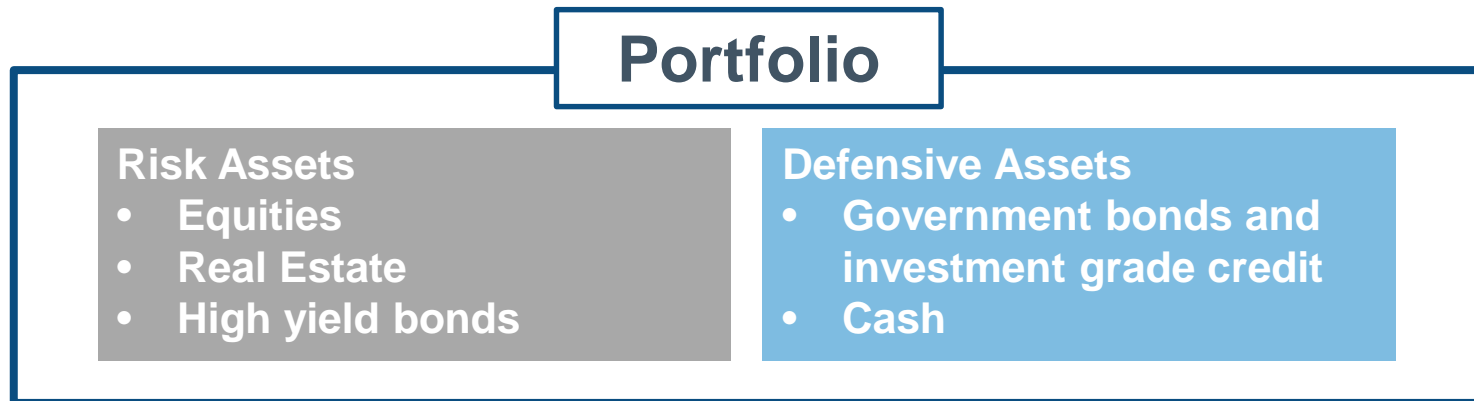 Portfolio
Risk Assets
• Equities
• Real Estate
• High yield bonds
Defensive Assets
• Government bonds and
investment grade credit
• Cash